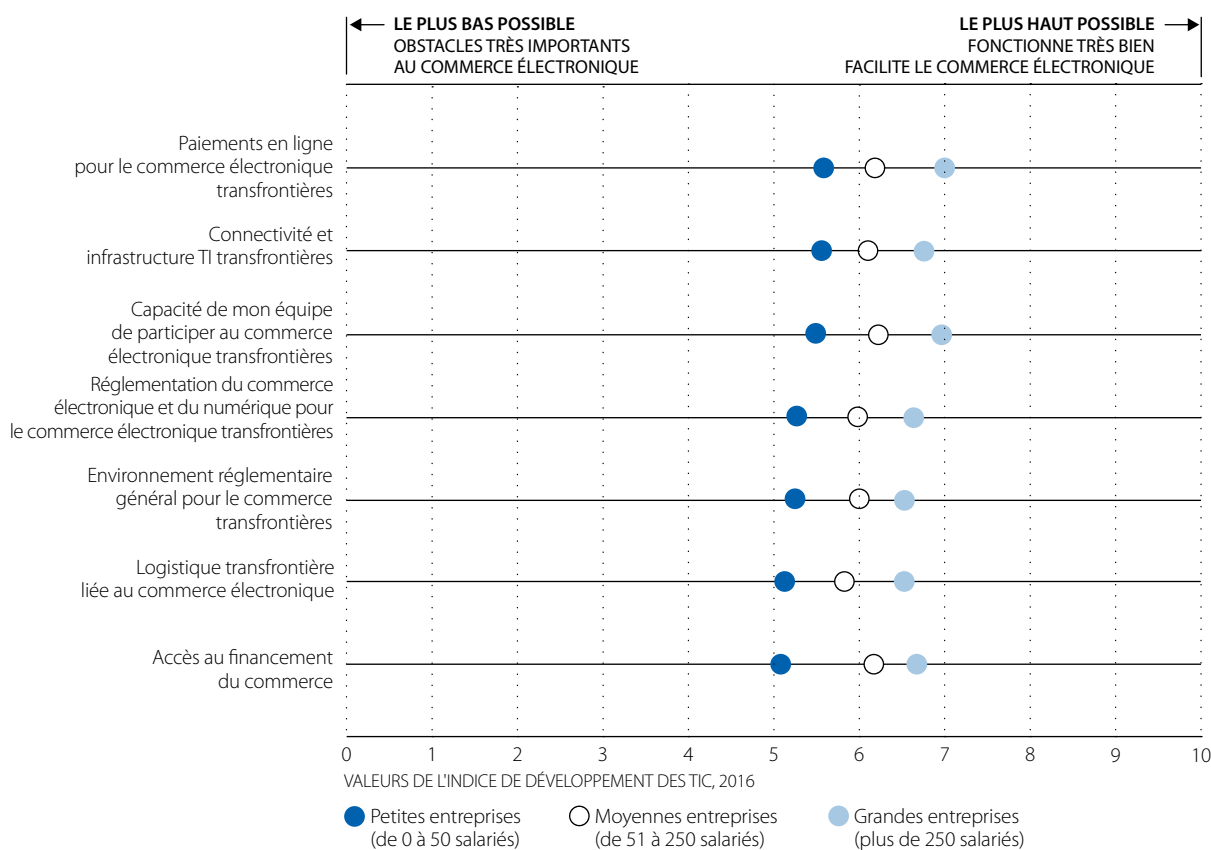 LE PLUS BAS POSSIBLE
OBSTACLES TRÈS IMPORTANTS
AU COMMERCE ÉLECTRONIQUE
LE PLUS HAUT POSSIBLE
FONCTIONNE TRÈS BIEN
FACILITE LE COMMERCE ÉLECTRONIQUE
Paiements en ligne
pour le commerce électronique
transfrontières
Connectivité et
infrastructure TI transfrontières
Capacité de mon équipe
de participer au commerce
électronique transfrontières
Réglementation du commerce
électronique et du numérique pour
le commerce électronique transfrontières
Environnement réglementaire
général pour le commerce
transfrontières
Logistique transfrontière
liée au commerce électronique
Accès au financement
du commerce
0 1 2 3 4 5 6 7 8 9 10
VALEURS DE L'INDICE DE DÉVELOPPEMENT DES TIC, 2016
Petites entreprises
(de 0 à 50 salariés)
Moyennes entreprises
(de 51 à 250 salariés)
Grandes entreprises
(plus de 250 salariés)